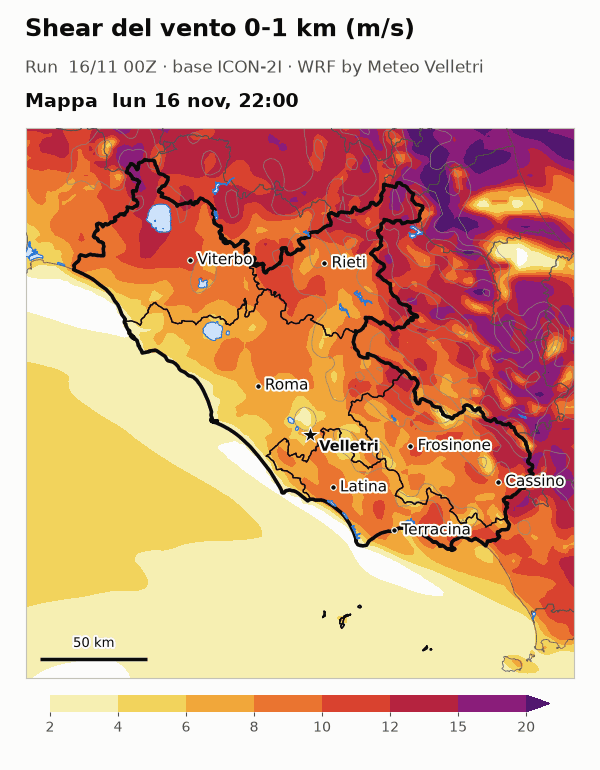 Shear del vento 0-1 km (m/s)
Run  16/11 00Z · base ICON-2I · WRF by Meteo Velletri
Mappa  lun 16 nov, 22:00
Viterbo
Rieti
Roma
Velletri
Frosinone
Latina
Cassino
Terracina
50 km
2 4 6 8 10 12 15 20